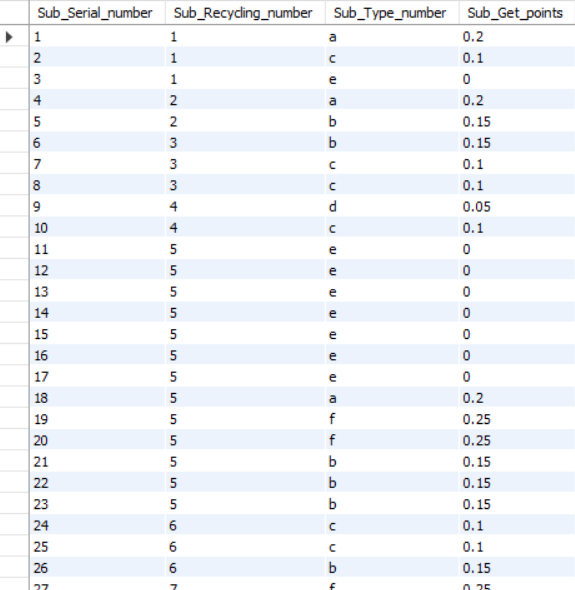 Sub_Serial_number Sub_Recycling_number Sub_Type_number Sub_Get_points
1 1 a 0.2
2 1 c 0.1
3 1 e 0
4 2 a 0.2
5 2 b 0.15
6 3 b 0.15
7 3 c 0.1
8 3 c 0.1
9 4 d 0.05
10 4 c 0.1
11 5 e 0
12 5 e 0
13 5 e 0
14 5 e 0
15 5 e 0
16 5 e 0
17 5 e 0
18 5 a 0.2
19 5 f 0.25
20 5 f 0.25
21 5 b 0.15
22 5 b 0.15
23 5 b 0.15
24 6 c 0.1
25 6 c 0.1
26 6 b 0.15
27 7 f 0.25